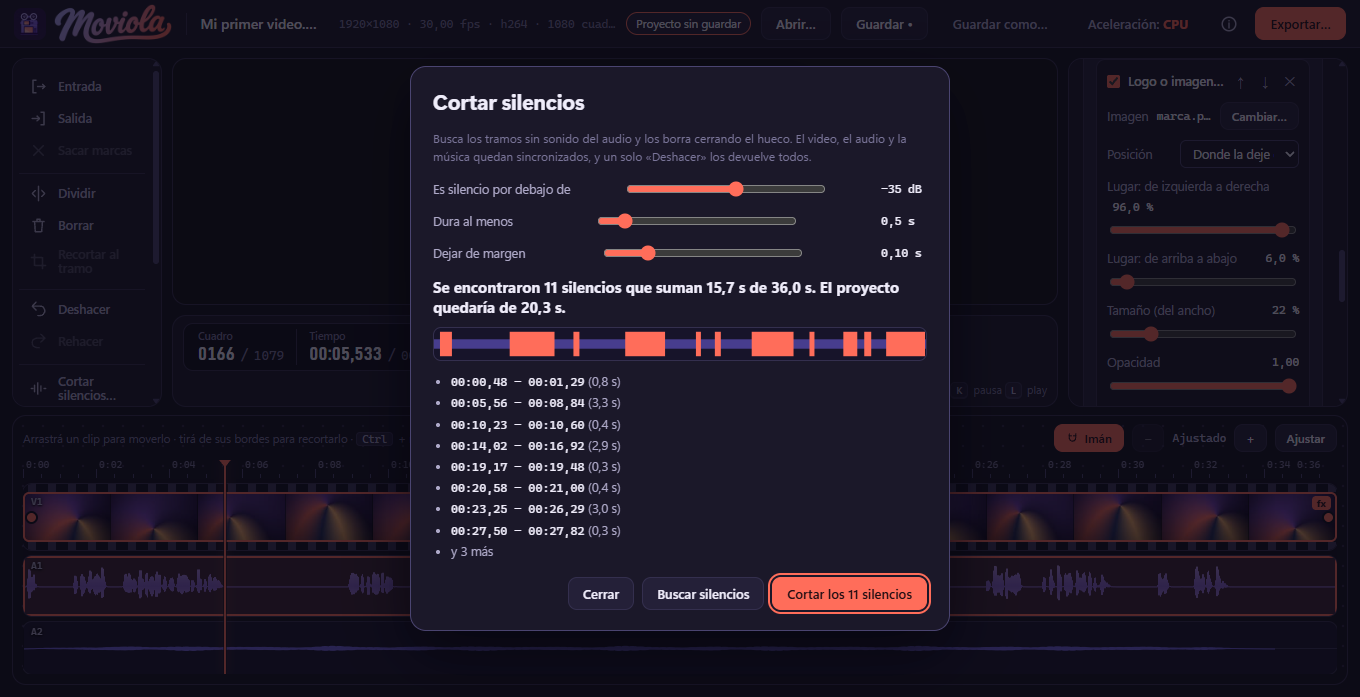 Moviola
Mi primer video....
1920×1080 · 30,00 fps · h264 · 1080 cuad…
Proyecto sin guardar
Abrir...
Guardar •
Guardar como...
Aceleración: CPU
Exportar...
Entrada
Salida
Sacar marcas
Dividir
Borrar
Recortar al
tramo
Deshacer
Rehacer
Cortar
silencios...
Cuadro
0166 / 1079
Tiempo
00:05,533 /
Cortar silencios
Busca los tramos sin sonido del audio y los borra cerrando el hueco. El video, el audio y la
música quedan sincronizados, y un solo «Deshacer» los devuelve todos.
Es silencio por debajo de
−35 dB
Dura al menos
0,5 s
Dejar de margen
0,10 s
Se encontraron 11 silencios que suman 15,7 s de 36,0 s. El proyecto
quedaría de 20,3 s.
• 00:00,48 — 00:01,29 (0,8 s)
• 00:05,56 — 00:08,84 (3,3 s)
• 00:10,23 — 00:10,60 (0,4 s)
• 00:14,02 — 00:16,92 (2,9 s)
• 00:19,17 — 00:19,48 (0,3 s)
• 00:20,58 — 00:21,00 (0,4 s)
• 00:23,25 — 00:26,29 (3,0 s)
• 00:27,50 — 00:27,82 (0,3 s)
• y 3 más
Cerrar
Buscar silencios
Cortar los 11 silencios
Logo o imagen...
Imagen
marca.p…
Cambiar...
Posición
Donde la deje
Lugar: de izquierda a derecha
96,0 %
Lugar: de arriba a abajo
6,0 %
Tamaño (del ancho)
22 %
Opacidad
1,00
K pausa L play
Arrastrá un clip para moverlo · tirá de sus bordes para recortarlo · Ctrl +
Imán
−
Ajustado
+
Ajustar
0:00
0:02
0:04
0:06
0:08
0:26
0:28
0:30
0:32
0:34
0:36
V1
fx
A1
A2